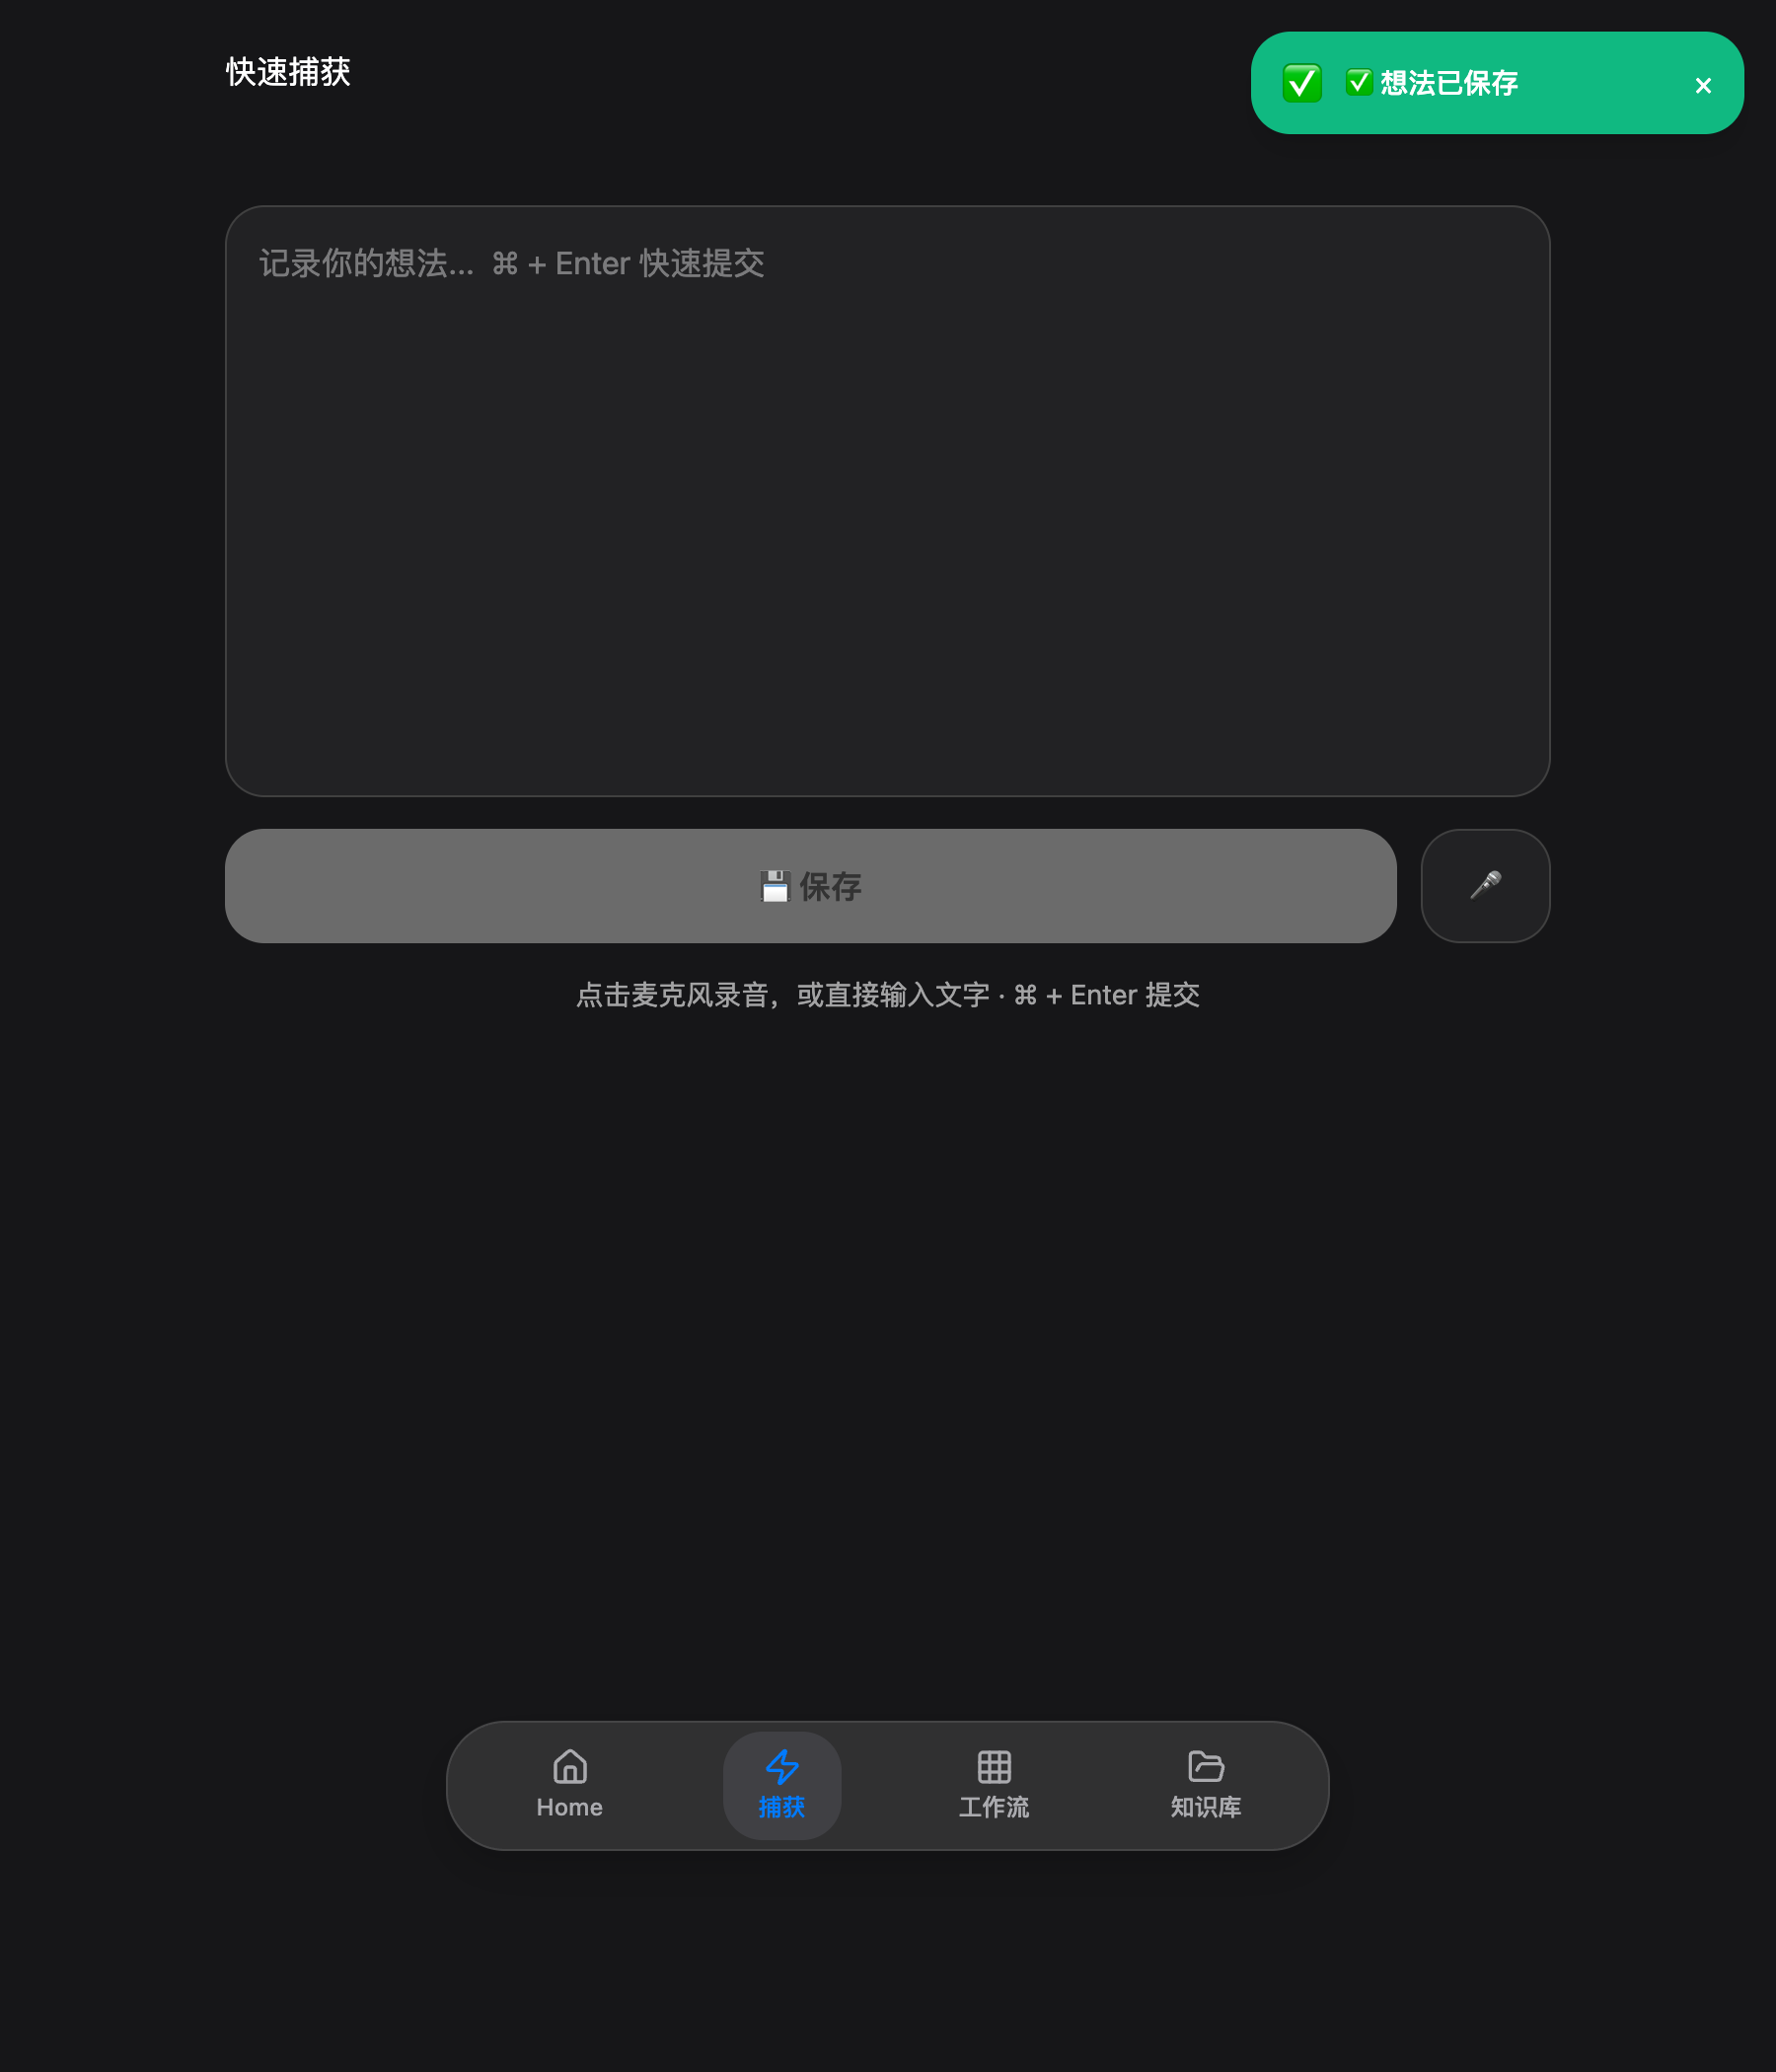 快速捕获
✅ ✅ 想法已保存 ×
记录你的想法... ⌘ + Enter 快速提交
💾 保存
🎤
点击麦克风录音，或直接输入文字 · ⌘ + Enter 提交
Home
捕获
工作流
知识库